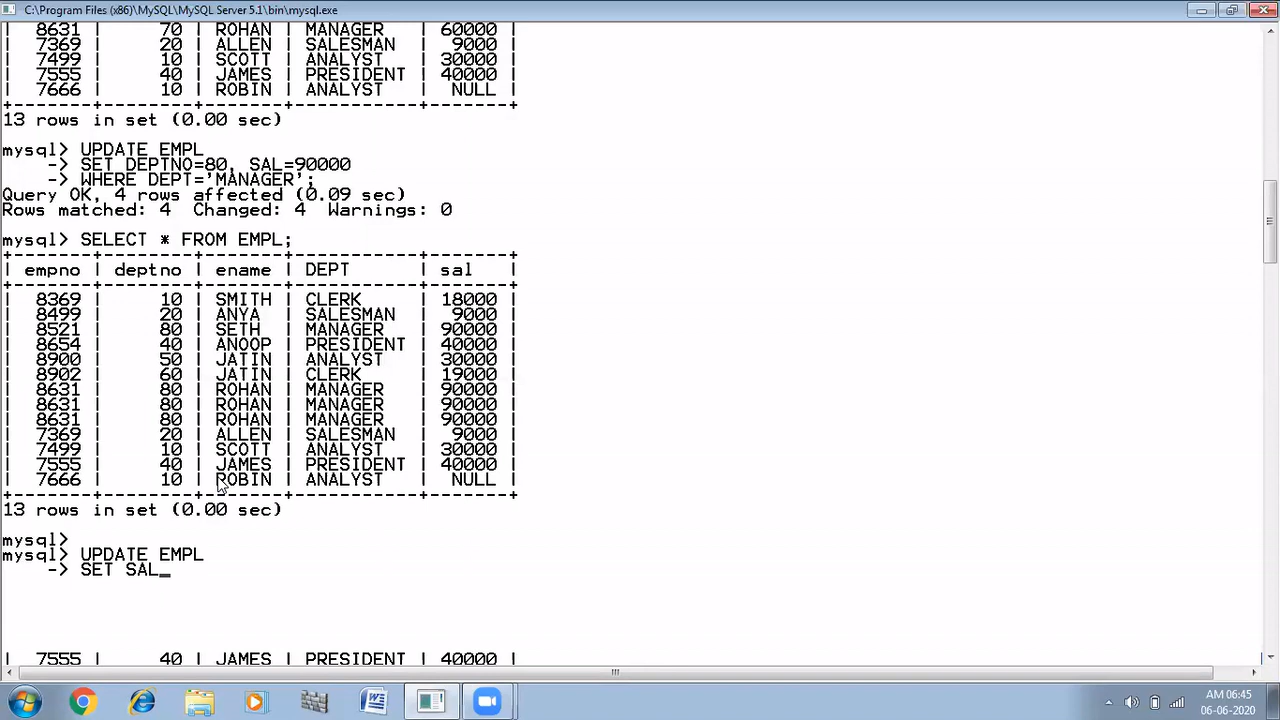 C:\Program Files (x86)\MySQL\MySQL Server 5.1\bin\mysql.exe
| 8631 | 70 | ROHAN | MANAGER | 60000 |
| 7369 | 20 | ALLEN | SALESMAN | 9000 |
| 7499 | 10 | SCOTT | ANALYST | 30000 |
| 7555 | 40 | JAMES | PRESIDENT | 40000 |
| 7666 | 10 | ROBIN | ANALYST | NULL |
+-------+---------+--------+-----------+-------+
13 rows in set (0.00 sec)
mysql> UPDATE EMPL
-> SET DEPTNO=80, SAL=90000
-> WHERE DEPT='MANAGER';
Query OK, 4 rows affected (0.09 sec)
Rows matched: 4 Changed: 4 Warnings: 0
mysql> SELECT * FROM EMPL;
+-------+---------+--------+-----------+-------+
| empno | deptno | ename | DEPT | sal |
+-------+---------+--------+-----------+-------+
| 8369 | 10 | SMITH | CLERK | 18000 |
| 8499 | 20 | ANYA | SALESMAN | 9000 |
| 8521 | 80 | SETH | MANAGER | 90000 |
| 8654 | 40 | ANOOP | PRESIDENT | 40000 |
| 8900 | 50 | JATIN | ANALYST | 30000 |
| 8902 | 60 | JATIN | CLERK | 19000 |
| 8631 | 80 | ROHAN | MANAGER | 90000 |
| 8631 | 80 | ROHAN | MANAGER | 90000 |
| 8631 | 80 | ROHAN | MANAGER | 90000 |
| 7369 | 20 | ALLEN | SALESMAN | 9000 |
| 7499 | 10 | SCOTT | ANALYST | 30000 |
| 7555 | 40 | JAMES | PRESIDENT | 40000 |
| 7666 | 10 | ROBIN | ANALYST | NULL |
+-------+---------+--------+-----------+-------+
13 rows in set (0.00 sec)
mysql>
mysql> UPDATE EMPL
-> SET SAL_
| 7555 | 40 | JAMES | PRESIDENT | 40000 |
AM 06:45
06-06-2020